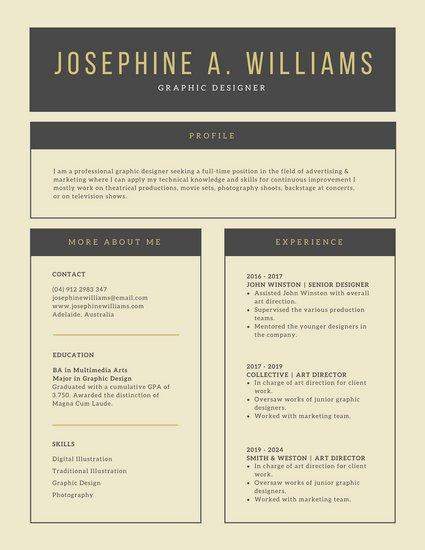 JOSEPHINE A. WILLIAMS
GRAPHIC DESIGNER
PROFILE
I am a professional graphic designer seeking a full-time position in the field of advertising &
marketing where I can apply my technical knowledge and skills for continuous improvement I
mostly work on theatrical productions, movie sets, photography shoots, backstage at concerts,
or on television shows.
MORE ABOUT ME
CONTACT
(04) 912 2983 347
josephinewilliams@email.com
www.josephinewilliams.com
Adelaide, Australia
EDUCATION
BA in Multimedia Arts
Major in Graphic Design
Graduated with a cumulative GPA of
3.750. Awarded the distinction of
Magna Cum Laude.
SKILLS
Digital Illustration
Traditional Illustration
Graphic Design
Photography
EXPERIENCE
2016 - 2017
JOHN WINSTON | SENIOR DESIGNER
• Assisted John Winston with overall
art direction.
• Supervised the various production
teams.
• Mentored the younger designers in
the company.
2017 - 2019
COLLECTIVE | ART DIRECTOR
• In charge of art direction for client
work.
• Oversaw works of junior graphic
designers.
• Worked with marketing team.
2019 - 2024
SMITH & WESTON | ART DIRECTOR
• In charge of art direction for client
work.
• Oversaw works of junior graphic
designers.
• Worked with marketing team.